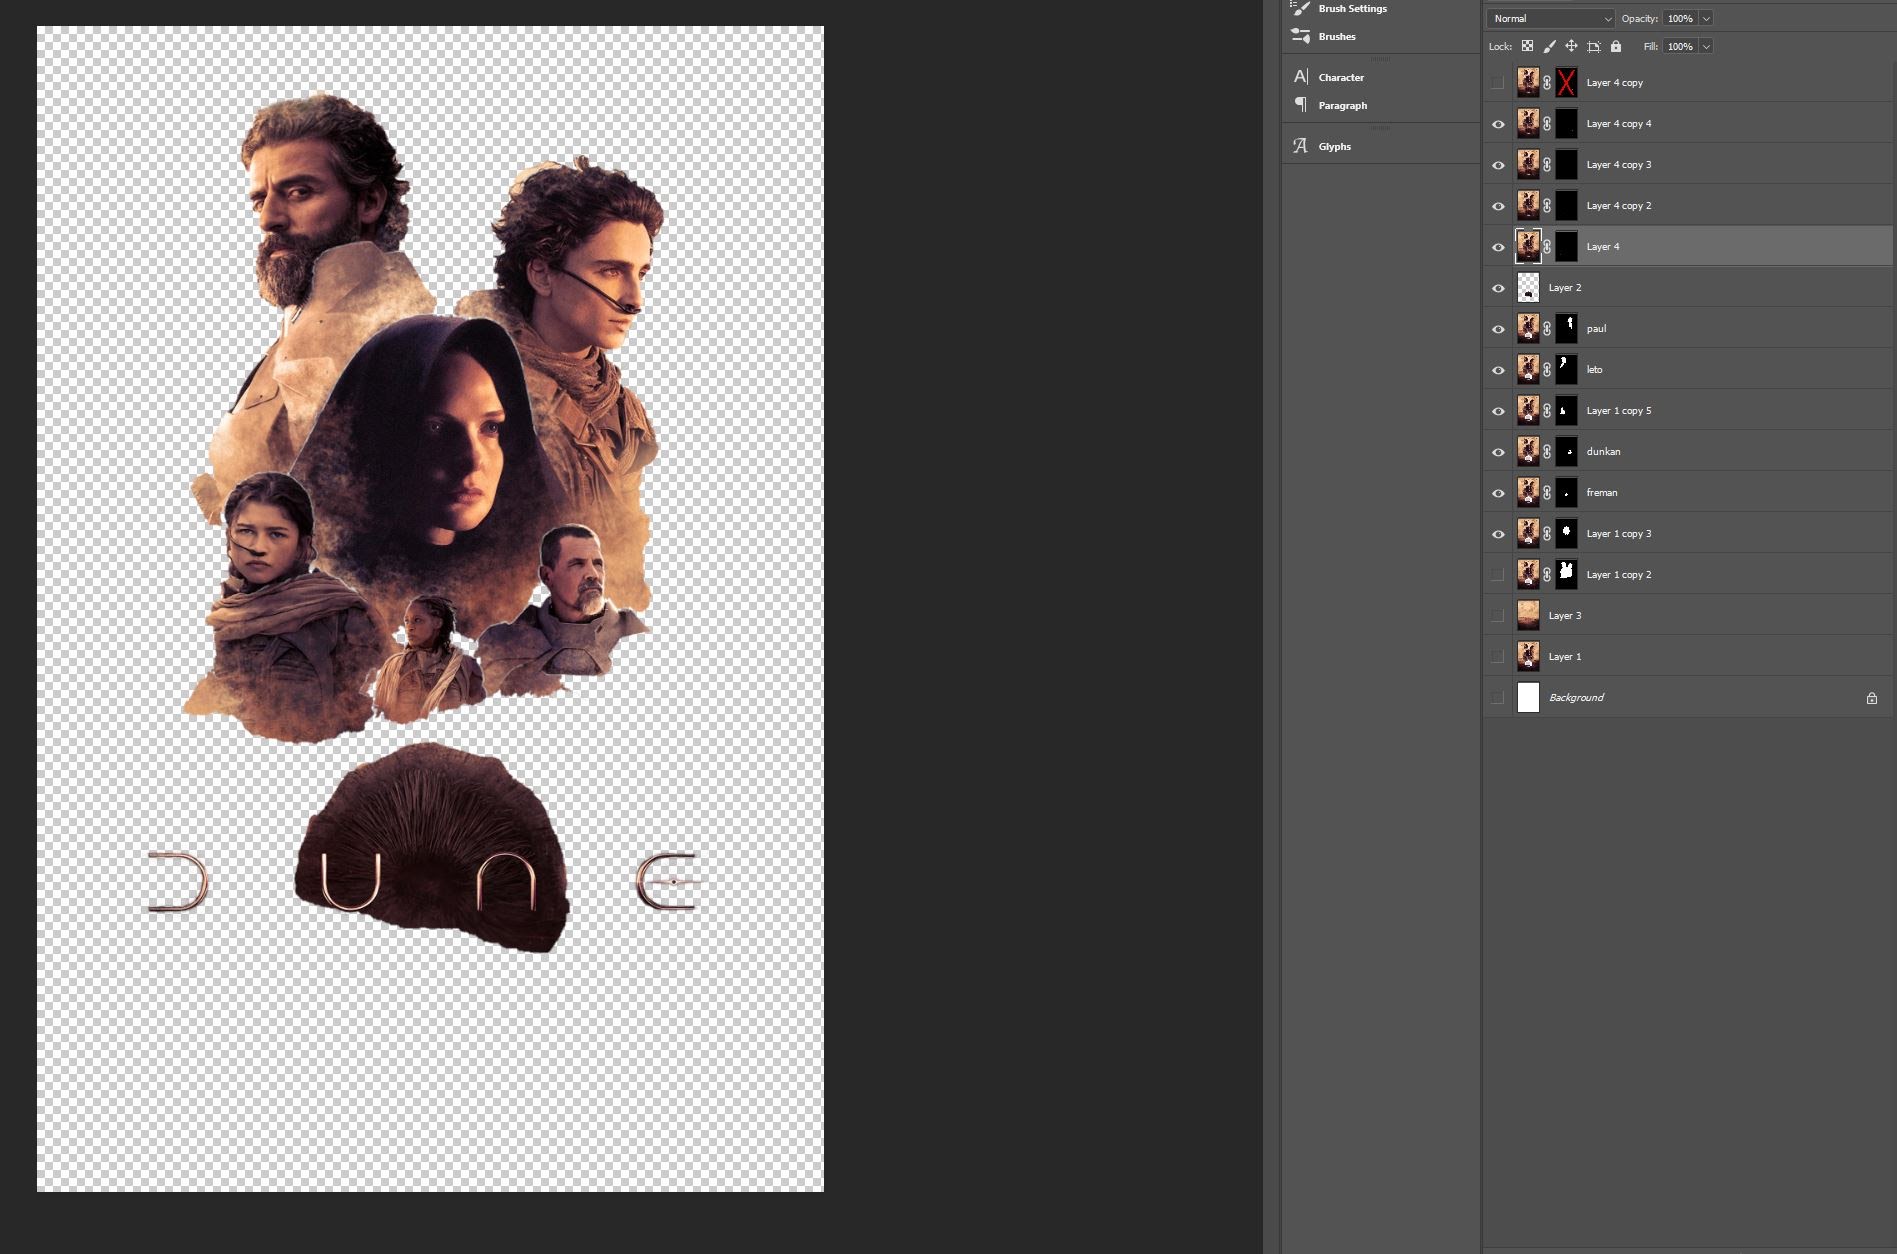 Brush Settings
Brushes
Character
Paragraph
Glyphs
Normal
Opacity: 100%
Lock:
Fill: 100%
Layer 4 copy
Layer 4 copy 4
Layer 4 copy 3
Layer 4 copy 2
Layer 4
Layer 2
paul
leto
Layer 1 copy 5
dunkan
freman
Layer 1 copy 3
Layer 1 copy 2
Layer 3
Layer 1
Background
DUNE